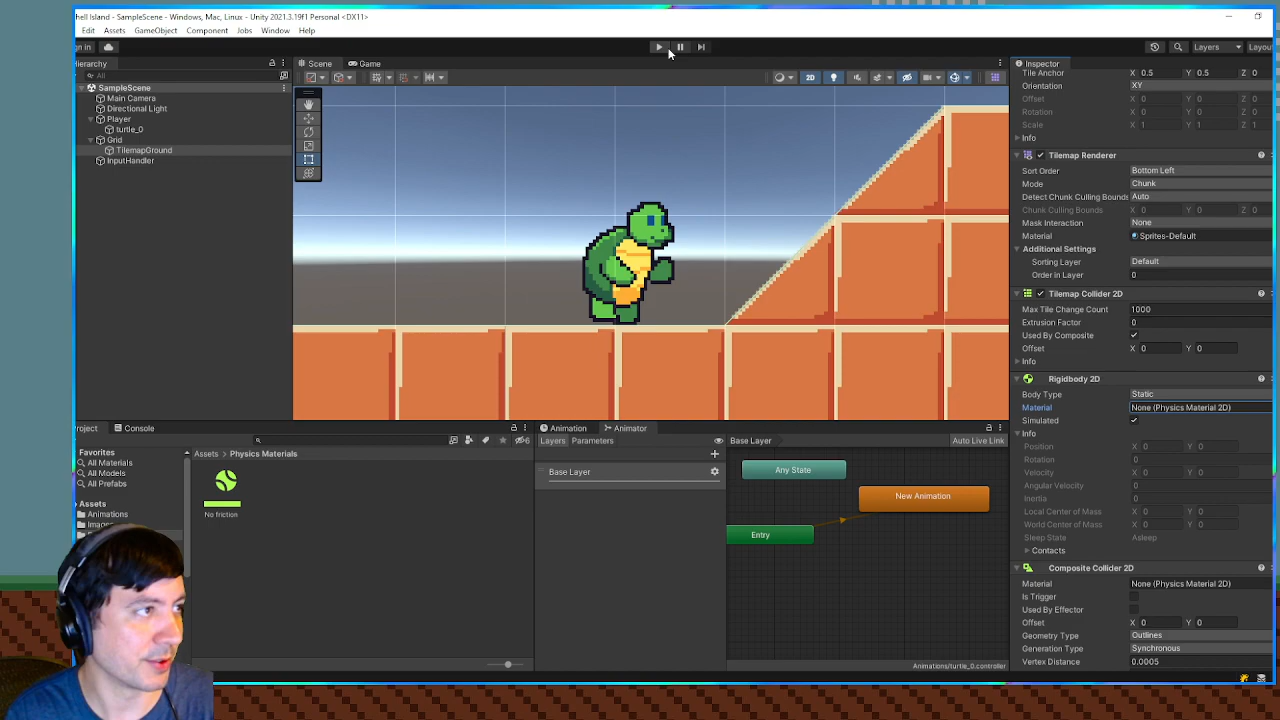 hell Island - SampleScene - Windows, Mac, Linux - Unity 2021.3.19f1 Personal <DX11>
Edit Assets GameObject Component Jobs Window Help
in
Layers Layou
Hierarchy
All
SampleScene
Main Camera
Directional Light
Player
turtle_0
Grid
TilemapGround
InputHandler
Scene Game
2D
Inspector
Tile Anchor X 0.5 Y 0.5 Z 0
Orientation XY
Offset X 0 Y 0 Z 0
Rotation X 0 Y 0 Z 0
Scale X 1 Y 1 Z 1
Info
Tilemap Renderer
Sort Order Bottom Left
Mode Chunk
Detect Chunk Culling Bounds Auto
Chunk Culling Bounds X 0 Y 0 Z 0
Mask Interaction None
Material Sprites-Default
Additional Settings
Sorting Layer Default
Order in Layer 0
Tilemap Collider 2D
Max Tile Change Count 1000
Extrusion Factor 0
Used By Composite
Offset X 0 Y 0
Info
Rigidbody 2D
Body Type Static
Material None (Physics Material 2D)
Simulated
Info
Position X 0 Y 0
Rotation 0
Velocity X 0 Y 0
Angular Velocity 0
Inertia 0
Local Center of Mass X 0 Y 0
World Center of Mass X 0 Y 0
Sleep State Asleep
Contacts
Composite Collider 2D
Material None (Physics Material 2D)
Is Trigger
Used By Effector
Offset X 0 Y 0
Geometry Type Outlines
Generation Type Synchronous
Vertex Distance 0.0005
Project Console
6
Favorites
All Materials
All Models
All Prefabs
Assets
Animations
Assets > Physics Materials
No friction
Animation Animator
Layers Parameters
Base Layer
Base Layer Auto Live Link
Any State
New Animation
Entry
Animations/turtle_0.controller